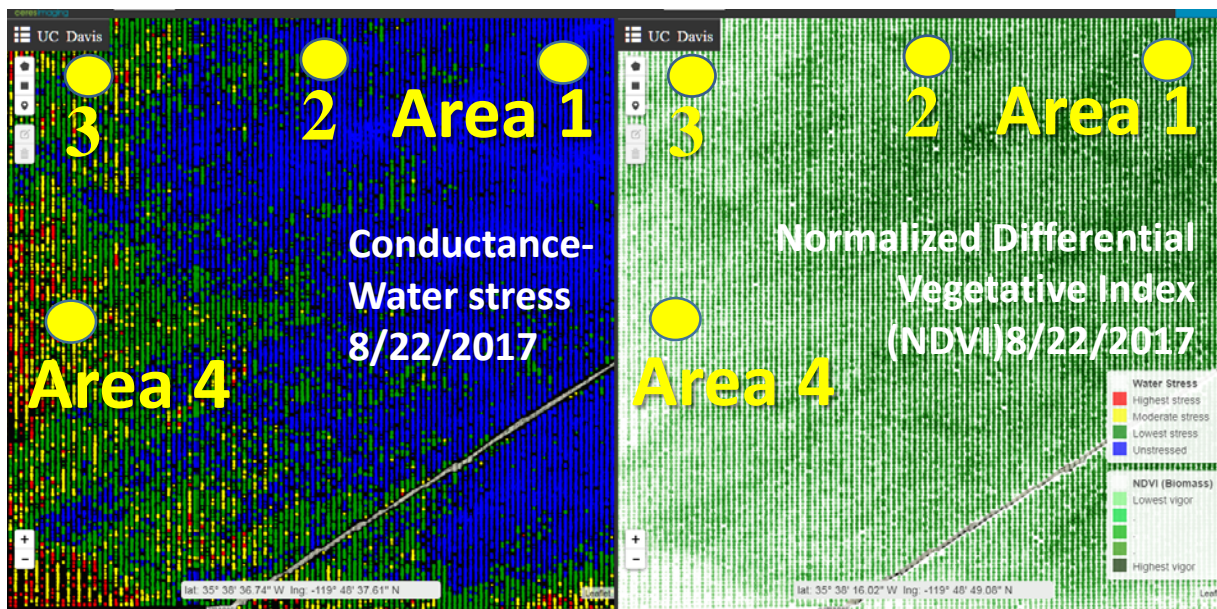 ceresimaging
UC Davis
3
2
Area 1
Conductance-
Water stress
8/22/2017
Area 4
+
−
lat: 35° 38' 36.74" W lng: -119° 48' 37.61" N
Leaflet
UC Davis
3
2
Area 1
Normalized Differential
Vegetative Index
(NDVI)8/22/2017
Area 4
Water Stress
Highest stress
Moderate stress
Lowest stress
Unstressed
NDVI (Biomass)
Lowest vigor
Highest vigor
+
−
lat: 35° 38' 16.02" W lng: -119° 48' 49.08" N
Leaf